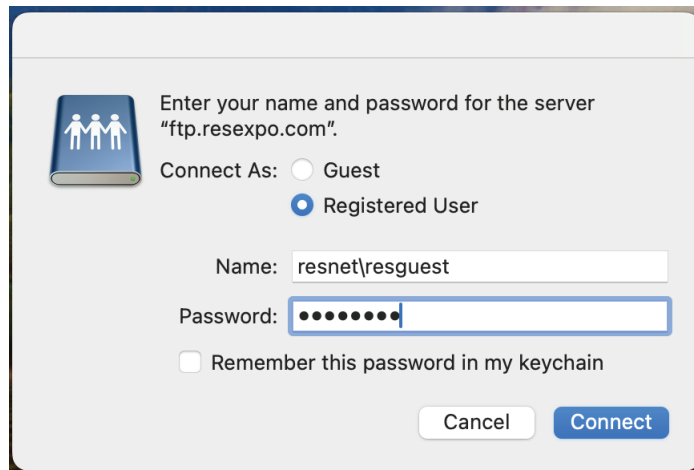 Enter your name and password for the server
“ftp.resexpo.com”.
Connect As: Guest
Registered User
Name: resnet\resguest
Password: ••••••••
Remember this password in my keychain
Cancel Connect